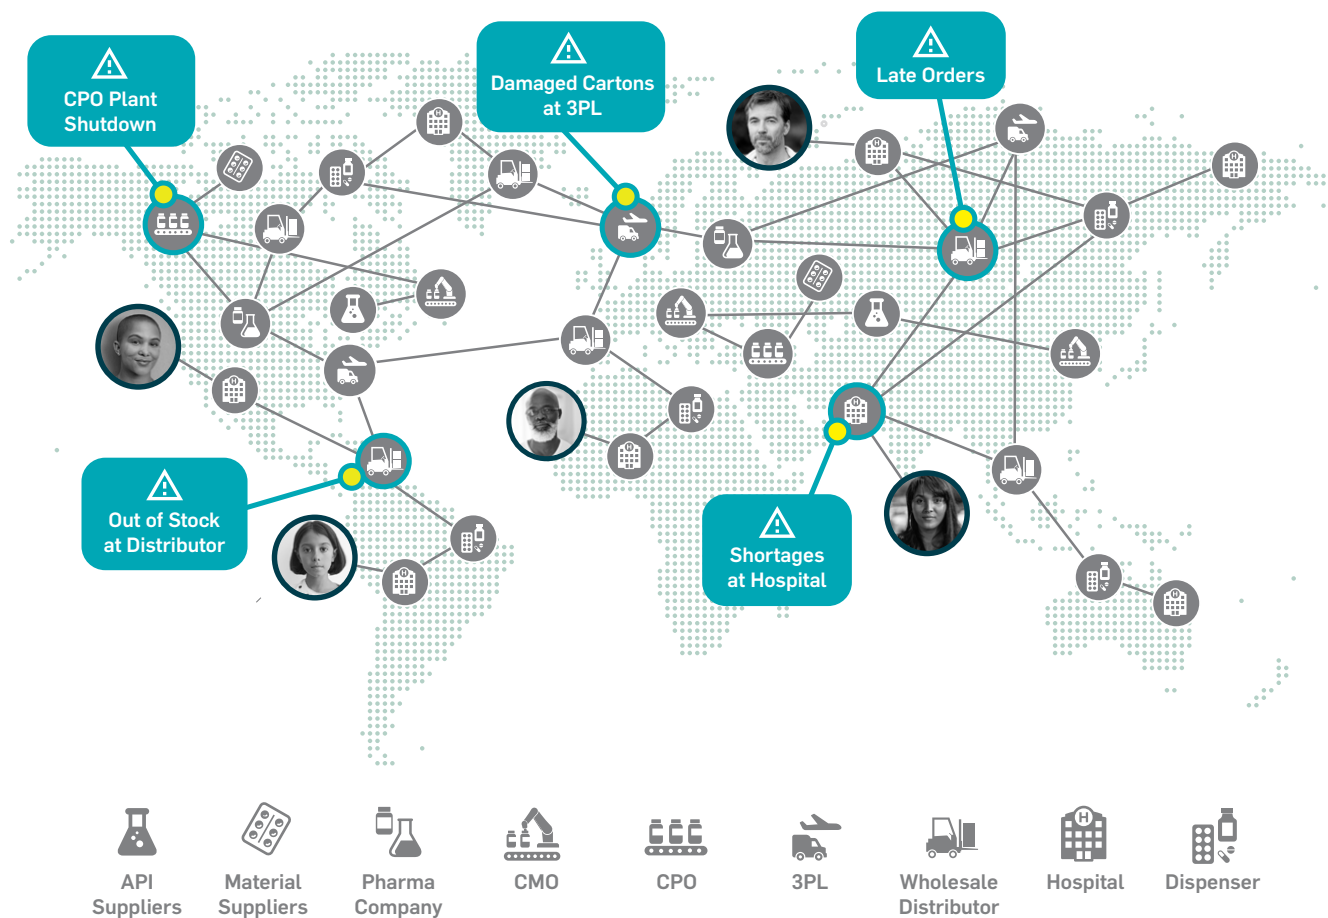 CPO Plant
Shutdown
Damaged Cartons
at 3PL
Late Orders
Out of Stock
at Distributor
Shortages
at Hospital
API
Suppliers
Material
Suppliers
Pharma
Company
CMO
CPO
3PL
Wholesale
Distributor
Hospital
Dispenser